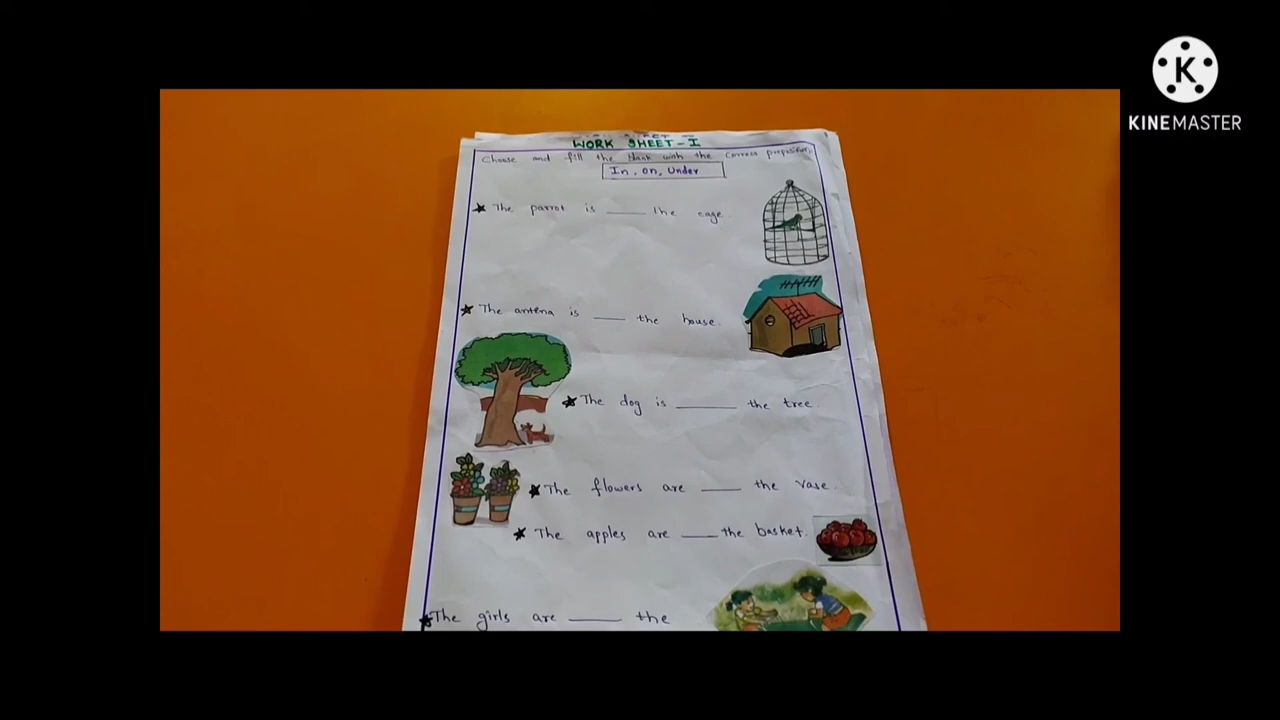 WORK SHEET-I
Choose and fill the blank with the correct preposition.
In, on, Under
The parrot is ____ the cage.
The antena is ____ the house.
The dog is ____ the tree.
The flowers are ____ the vase.
The apples are ____ the basket.
The girls are ____ the
KINEMASTER